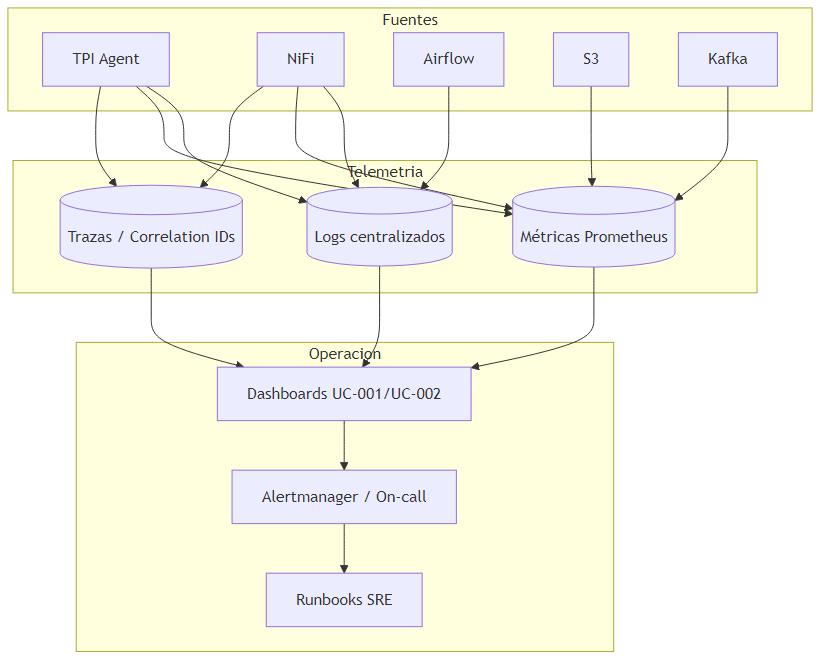 Fuentes
TPI Agent
NiFi
Airflow
S3
Kafka
Telemetria
Trazas / Correlation IDs
Logs centralizados
Métricas Prometheus
Operacion
Dashboards UC-001/UC-002
Alertmanager / On-call
Runbooks SRE